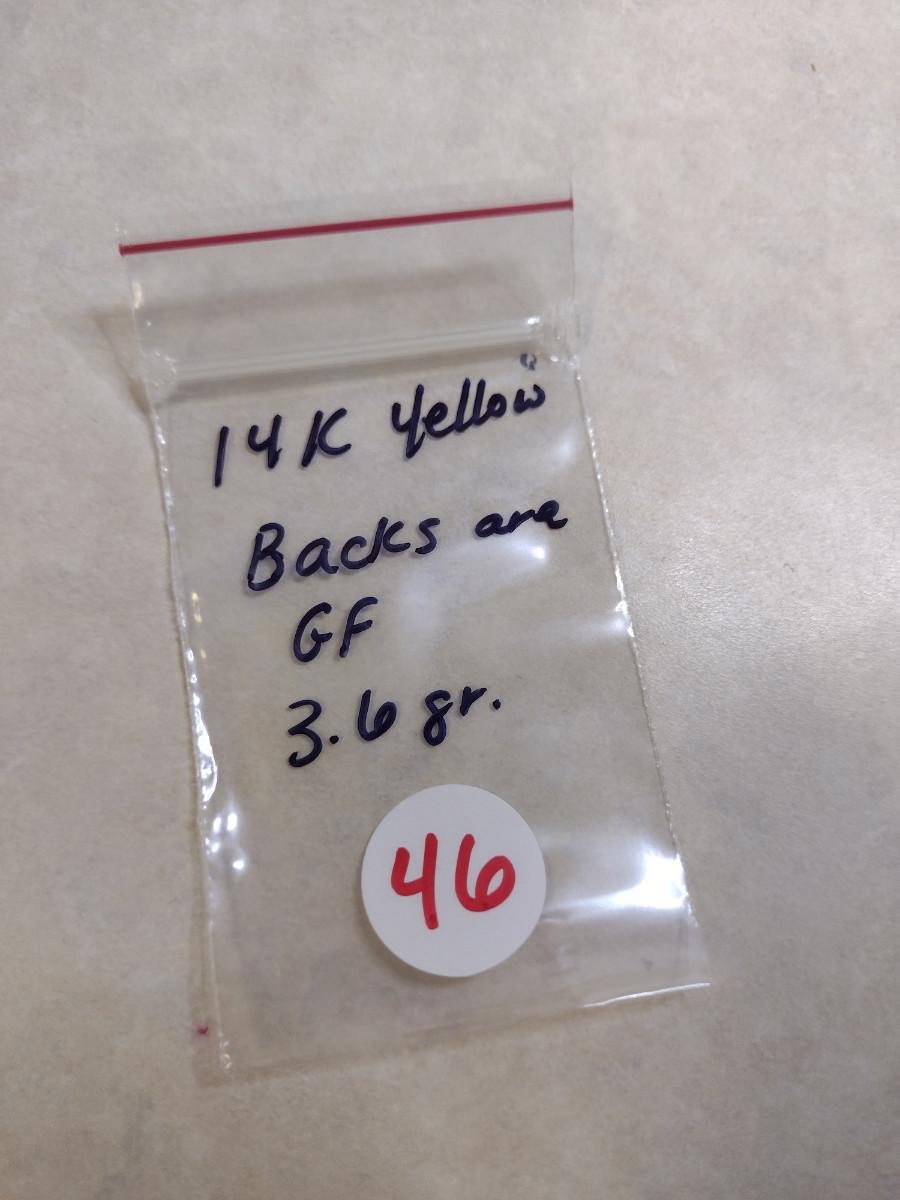 14K Yellow
Backs are
GF
3.6 gr.
46